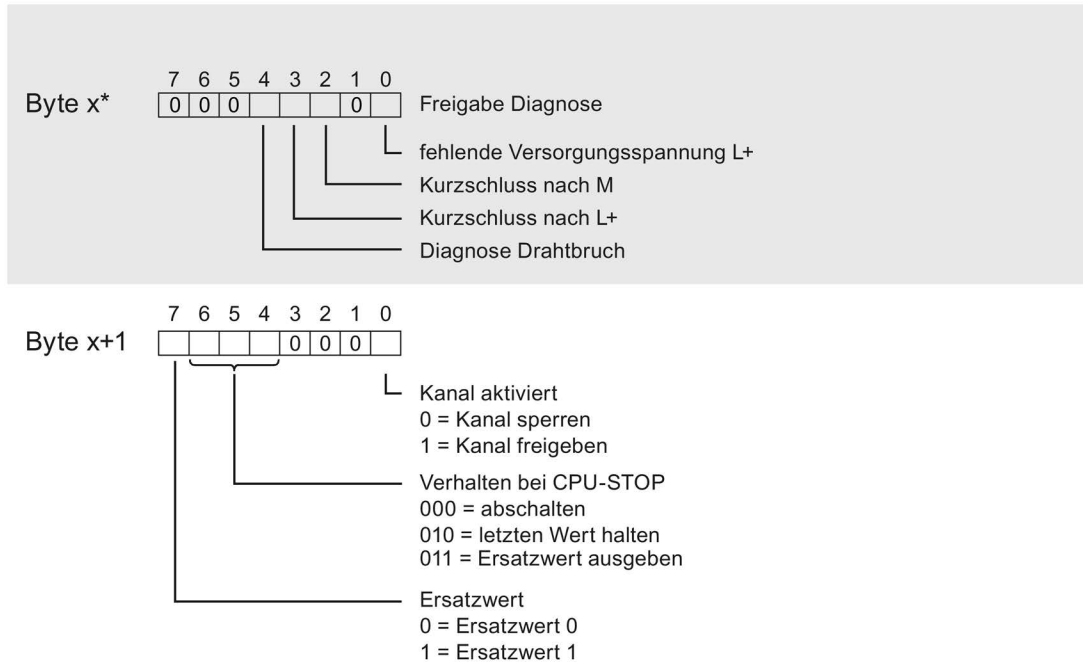 7 6 5 4 3 2 1 0
Byte x* 0 0 0 0 Freigabe Diagnose
fehlende Versorgungsspannung L+
Kurzschluss nach M
Kurzschluss nach L+
Diagnose Drahtbruch
7 6 5 4 3 2 1 0
Byte x+1 0 0 0
Kanal aktiviert
0 = Kanal sperren
1 = Kanal freigeben
Verhalten bei CPU-STOP
000 = abschalten
010 = letzten Wert halten
011 = Ersatzwert ausgeben
Ersatzwert
0 = Ersatzwert 0
1 = Ersatzwert 1